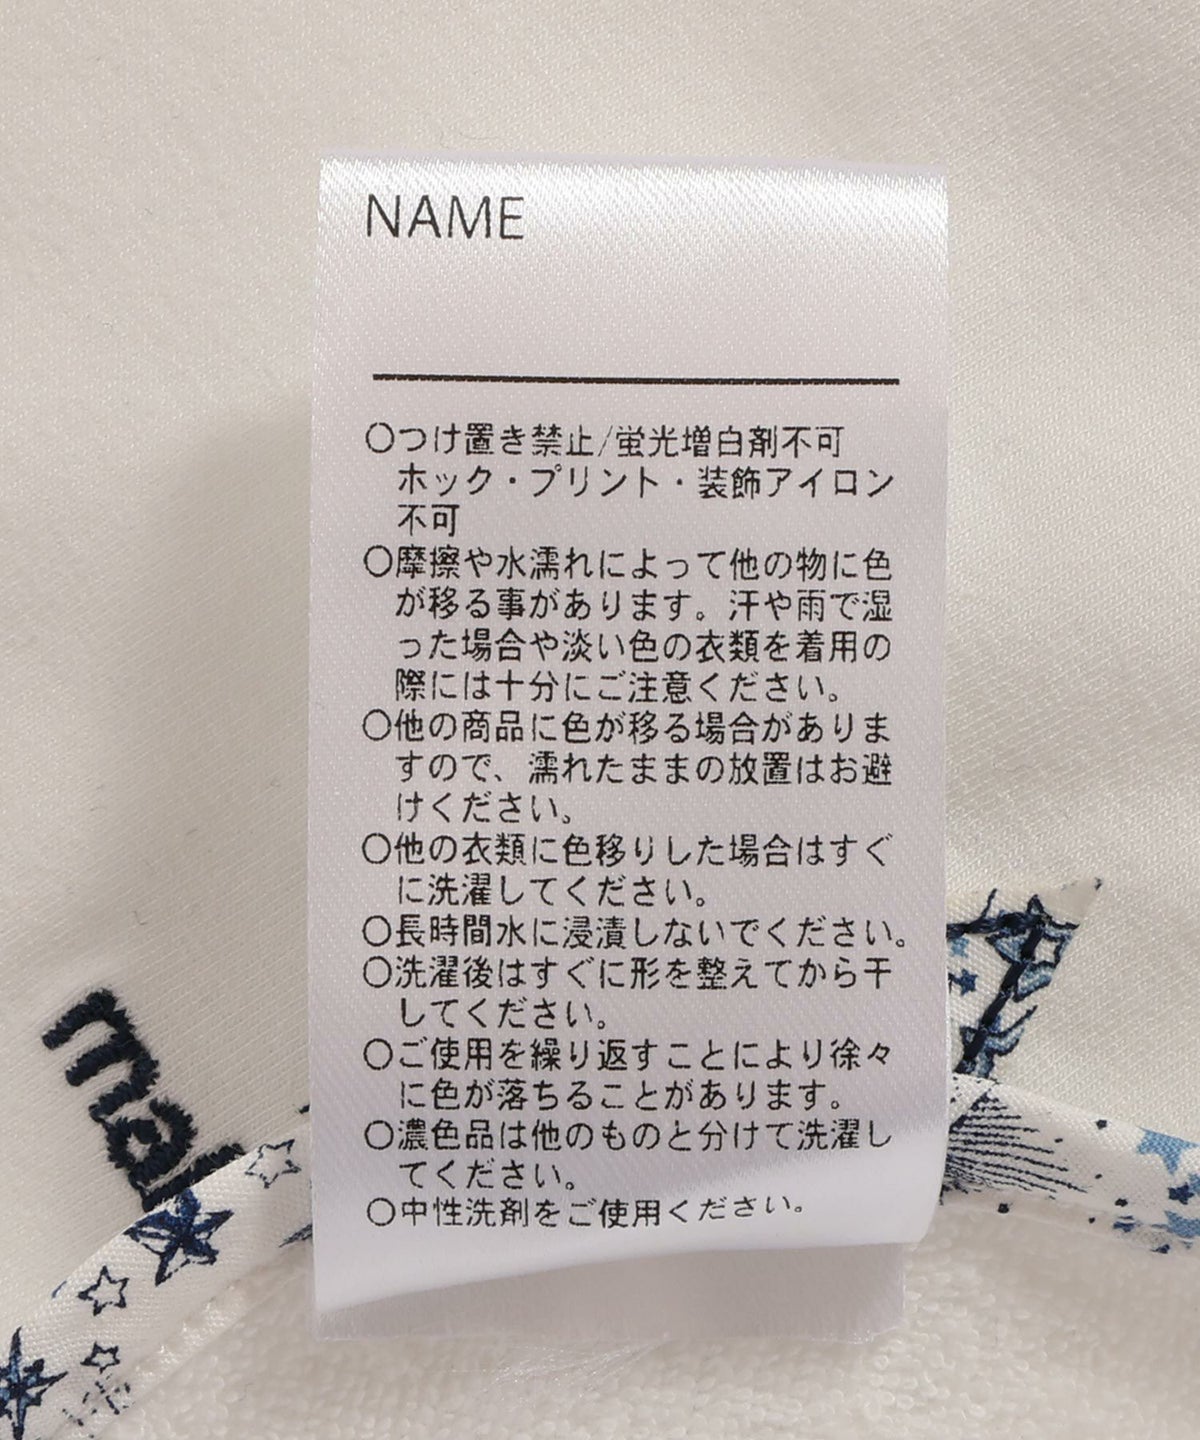 NAME
○つけ置き禁止/蛍光増白剤不可
ホック・プリント・装飾アイロン
不可
○摩擦や水濡れによって他の物に色
が移る事があります。汗や雨で湿
った場合や淡い色の衣類を着用の
際には十分にご注意ください。
○他の商品に色が移る場合がありま
すので、濡れたままの放置はお避
けください。
○他の衣類に色移りした場合はすぐ
に洗濯してください。
○長時間水に浸漬しないでください。
○洗濯後はすぐに形を整えてから干
してください。
○ご使用を繰り返すことにより徐々
に色が落ちることがあります。
○濃色品は他のものと分けて洗濯し
てください。
○中性洗剤をご使用ください。